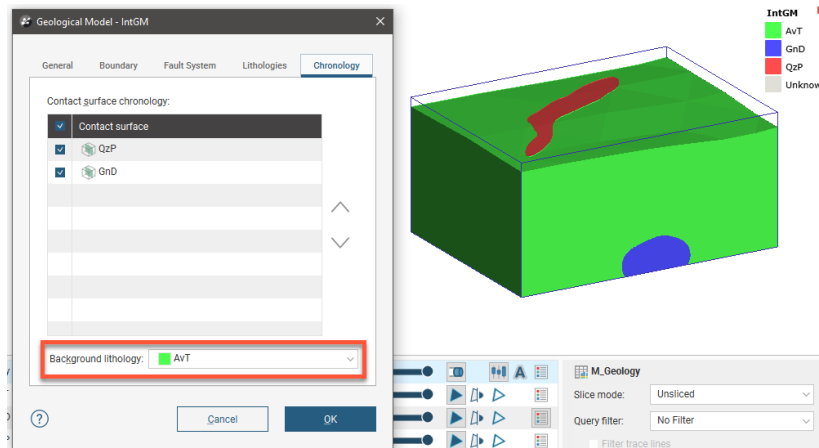 Geological Model - IntGM
General Boundary Fault System Lithologies Chronology
Contact surface chronology:
Contact surface
QzP
GnD
Background lithology: AvT
Cancel OK
IntGM
AvT
GnD
QzP
M_Geology
Slice mode: Unsliced
Query filter: No Filter
Filter trace lines